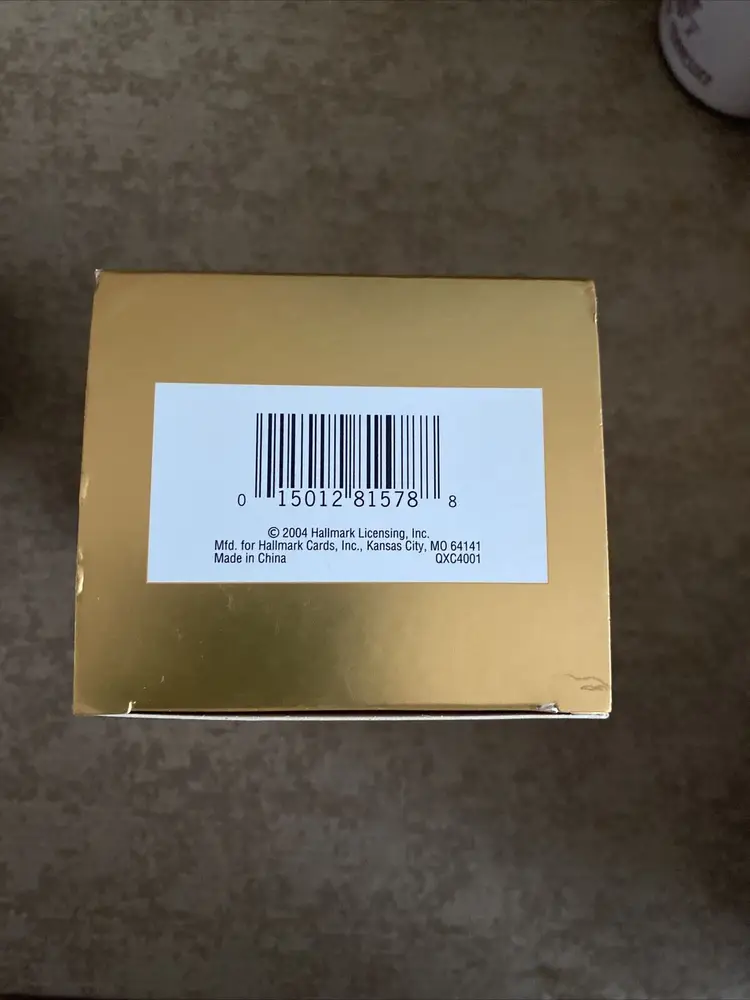 0 15012 81578 8
© 2004 Hallmark Licensing, Inc.
Mfd. for Hallmark Cards, Inc., Kansas City, MO 64141
Made in China QXC4001